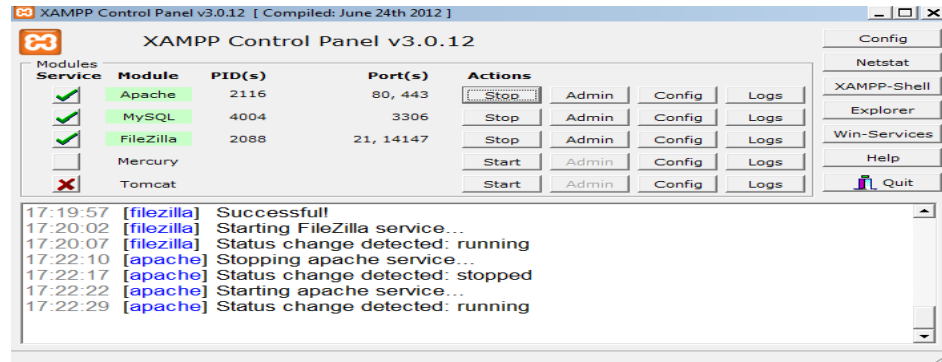 XAMPP Control Panel v3.0.12 [ Compiled: June 24th 2012 ]
XAMPP Control Panel v3.0.12
Config
Modules
Netstat
Service Module PID(s) Port(s) Actions
XAMPP-Shell
Apache 2116 80, 443 Stop Admin Config Logs
MySQL 4004 3306 Stop Admin Config Logs
Explorer
FileZilla 2088 21, 14147 Stop Admin Config Logs
Win-Services
Mercury Start Admin Config Logs
Help
Tomcat Start Admin Config Logs
Quit
17:19:57 [filezilla] Successful!
17:20:02 [filezilla] Starting FileZilla service...
17:20:07 [filezilla] Status change detected: running
17:22:10 [apache] Stopping apache service...
17:22:17 [apache] Status change detected: stopped
17:22:22 [apache] Starting apache service...
17:22:29 [apache] Status change detected: running